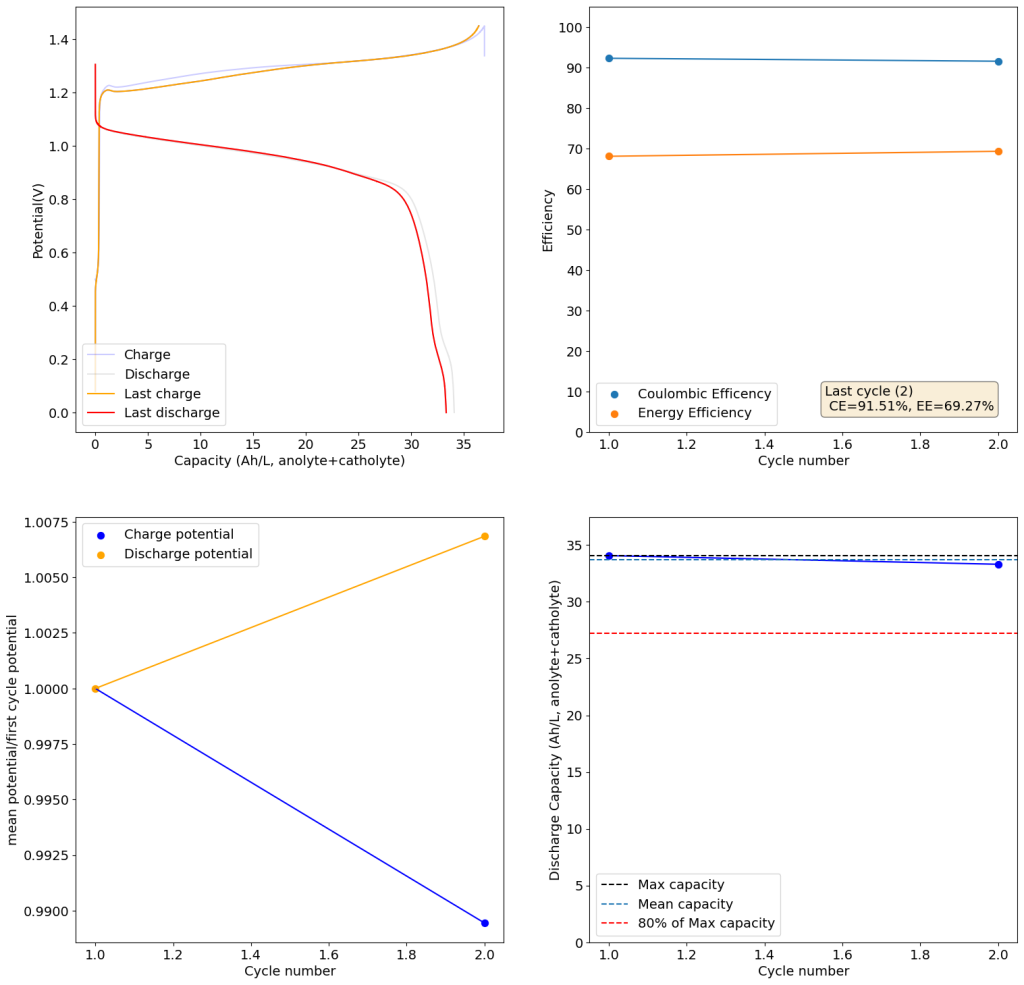 1.4
1.2
1.0
0.8
0.6
0.4
0.2
0.0
Potential(V)
Charge
Discharge
Last charge
Last discharge
0
5
10
15
20
25
30
35
Capacity (Ah/L, anolyte+catholyte)
100
90
80
70
60
50
40
30
20
10
0
Efficiency
Coulombic Efficency
Energy Efficiency
Last cycle (2)
CE=91.51%, EE=69.27%
1.0
1.2
1.4
1.6
1.8
2.0
Cycle number
1.0075
1.0050
1.0025
1.0000
0.9975
0.9950
0.9925
0.9900
mean potential/first cycle potential
Charge potential
Discharge potential
1.0
1.2
1.4
1.6
1.8
2.0
Cycle number
35
30
25
20
15
10
5
0
Discharge Capacity (Ah/L, anolyte+catholyte)
Max capacity
Mean capacity
80% of Max capacity
1.0
1.2
1.4
1.6
1.8
2.0
Cycle number